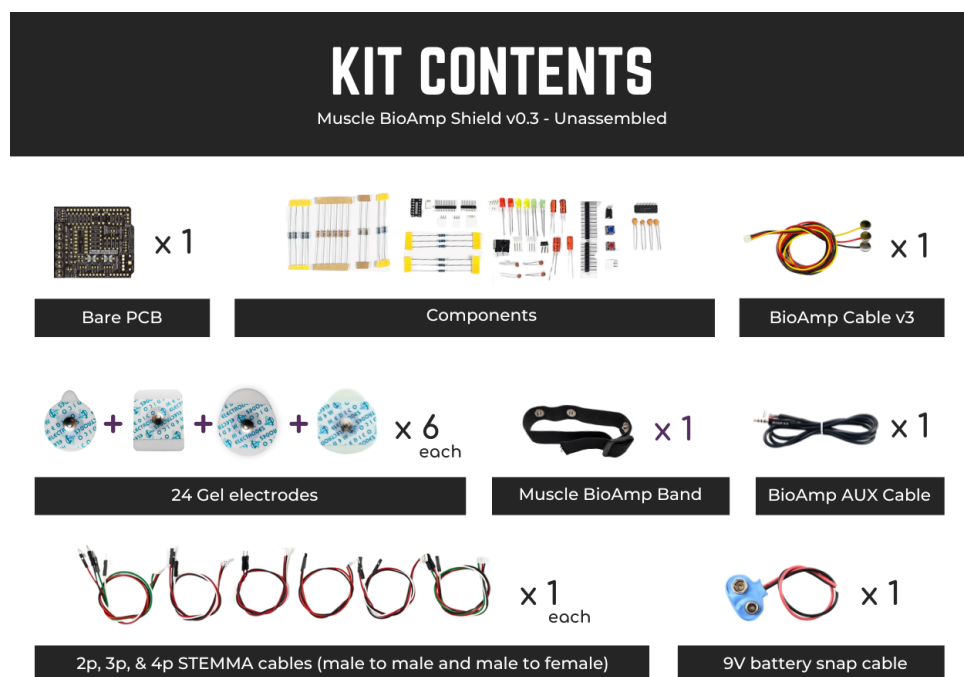 KIT CONTENTS
Muscle BioAmp Shield v0.3 - Unassembled
x 1
Bare PCB
Components
x 1
BioAmp Cable v3
+ + +
x 6
each
24 Gel electrodes
x 1
Muscle BioAmp Band
x 1
BioAmp AUX Cable
x 1
each
2p, 3p, & 4p STEMMA cables (male to male and male to female)
x 1
9V battery snap cable